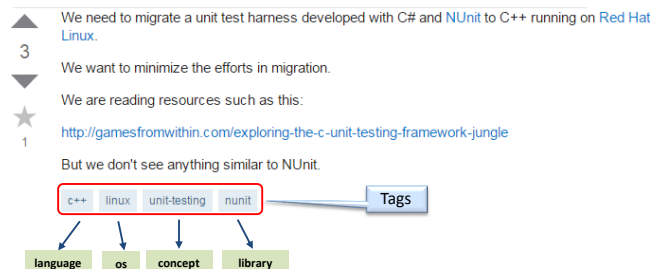 We need to migrate a unit test harness developed with C# and NUnit to C++ running on Red Hat
Linux.
3
We want to minimize the efforts in migration.
We are reading resources such as this:
1
http://gamesfromwithin.com/exploring-the-c-unit-testing-framework-jungle
But we don't see anything similar to NUnit.
c++ linux unit-testing nunit Tags
language os concept library